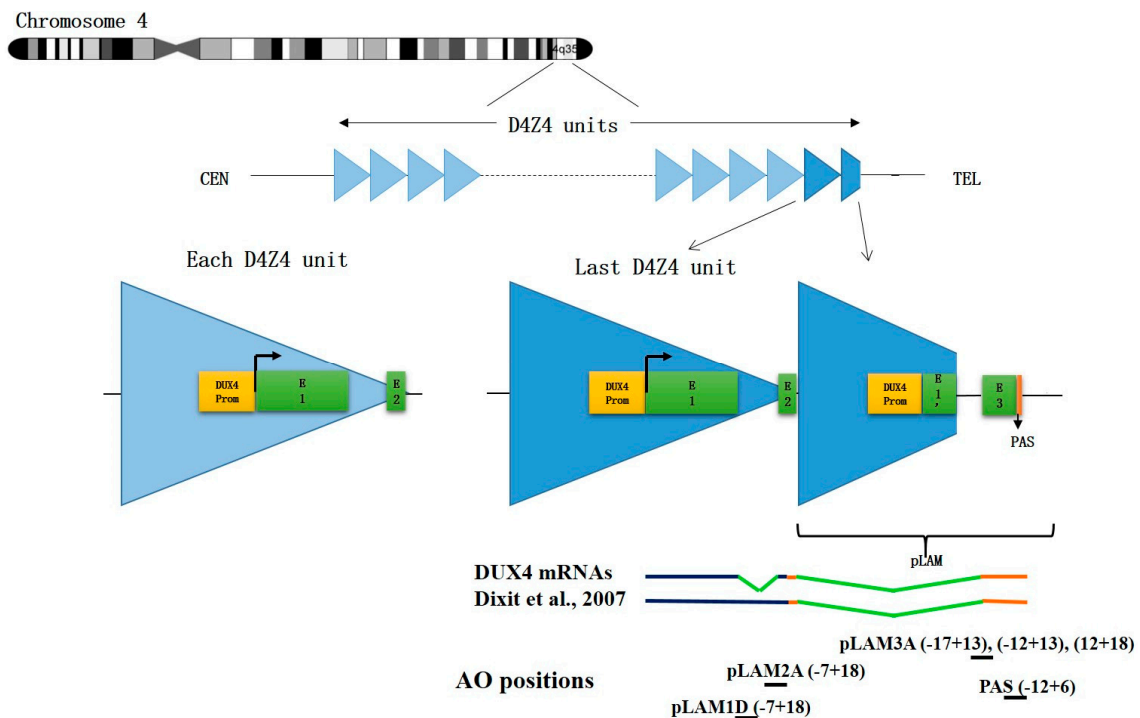 Chromosome 4
4q35
D4Z4 units
CEN
TEL
Each D4Z4 unit
Last D4Z4 unit
DUX4
Prom
E
1
E
2
DUX4
Prom
E
1
E
2
DUX4
Prom
E
1,
E
3
PAS
pLAM
DUX4 mRNAs
Dixit et al., 2007
pLAM3A (-17+13), (-12+13), (12+18)
pLAM2A (-7+18)
AO positions
PAS (-12+6)
pLAM1D (-7+18)